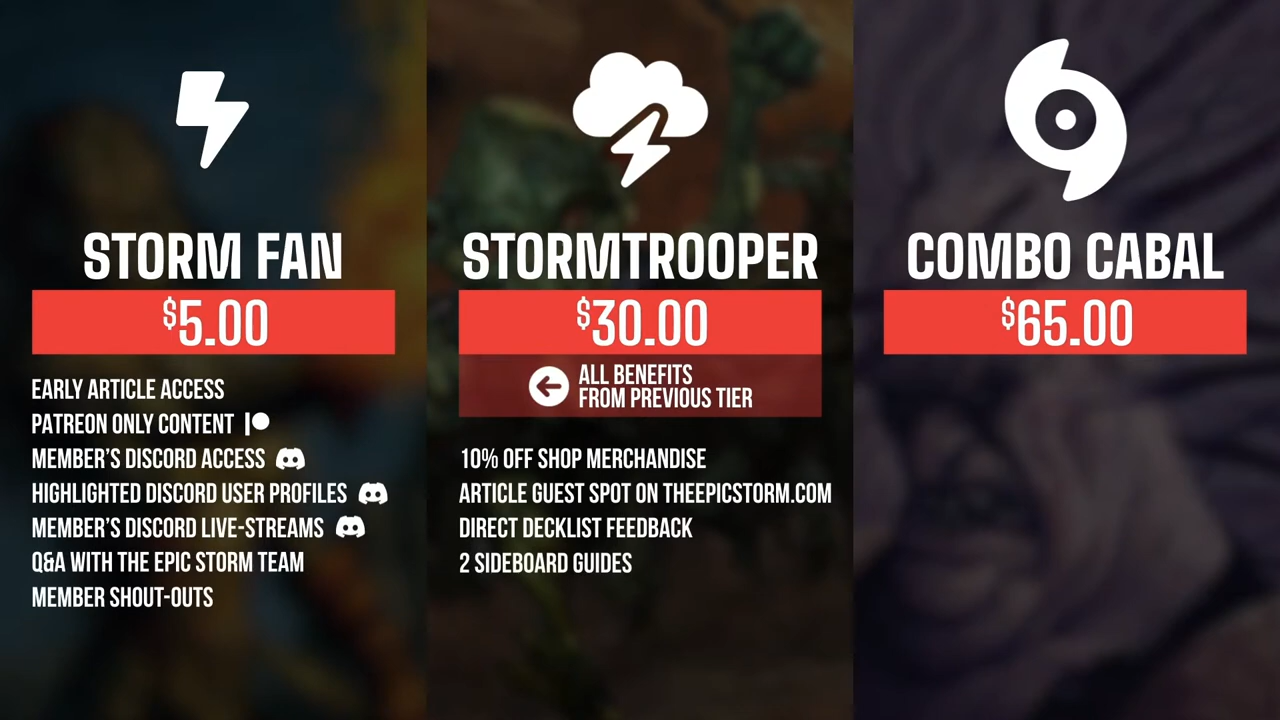 STORM FAN
$5.00
EARLY ARTICLE ACCESS
PATREON ONLY CONTENT
MEMBER'S DISCORD ACCESS
HIGHLIGHTED DISCORD USER PROFILES
MEMBER'S DISCORD LIVE-STREAMS
Q&A WITH THE EPIC STORM TEAM
MEMBER SHOUT-OUTS
STORMTROOPER
$30.00
ALL BENEFITS
FROM PREVIOUS TIER
10% OFF SHOP MERCHANDISE
ARTICLE GUEST SPOT ON THEEPICSTORM.COM
DIRECT DECKLIST FEEDBACK
2 SIDEBOARD GUIDES
COMBO CABAL
$65.00